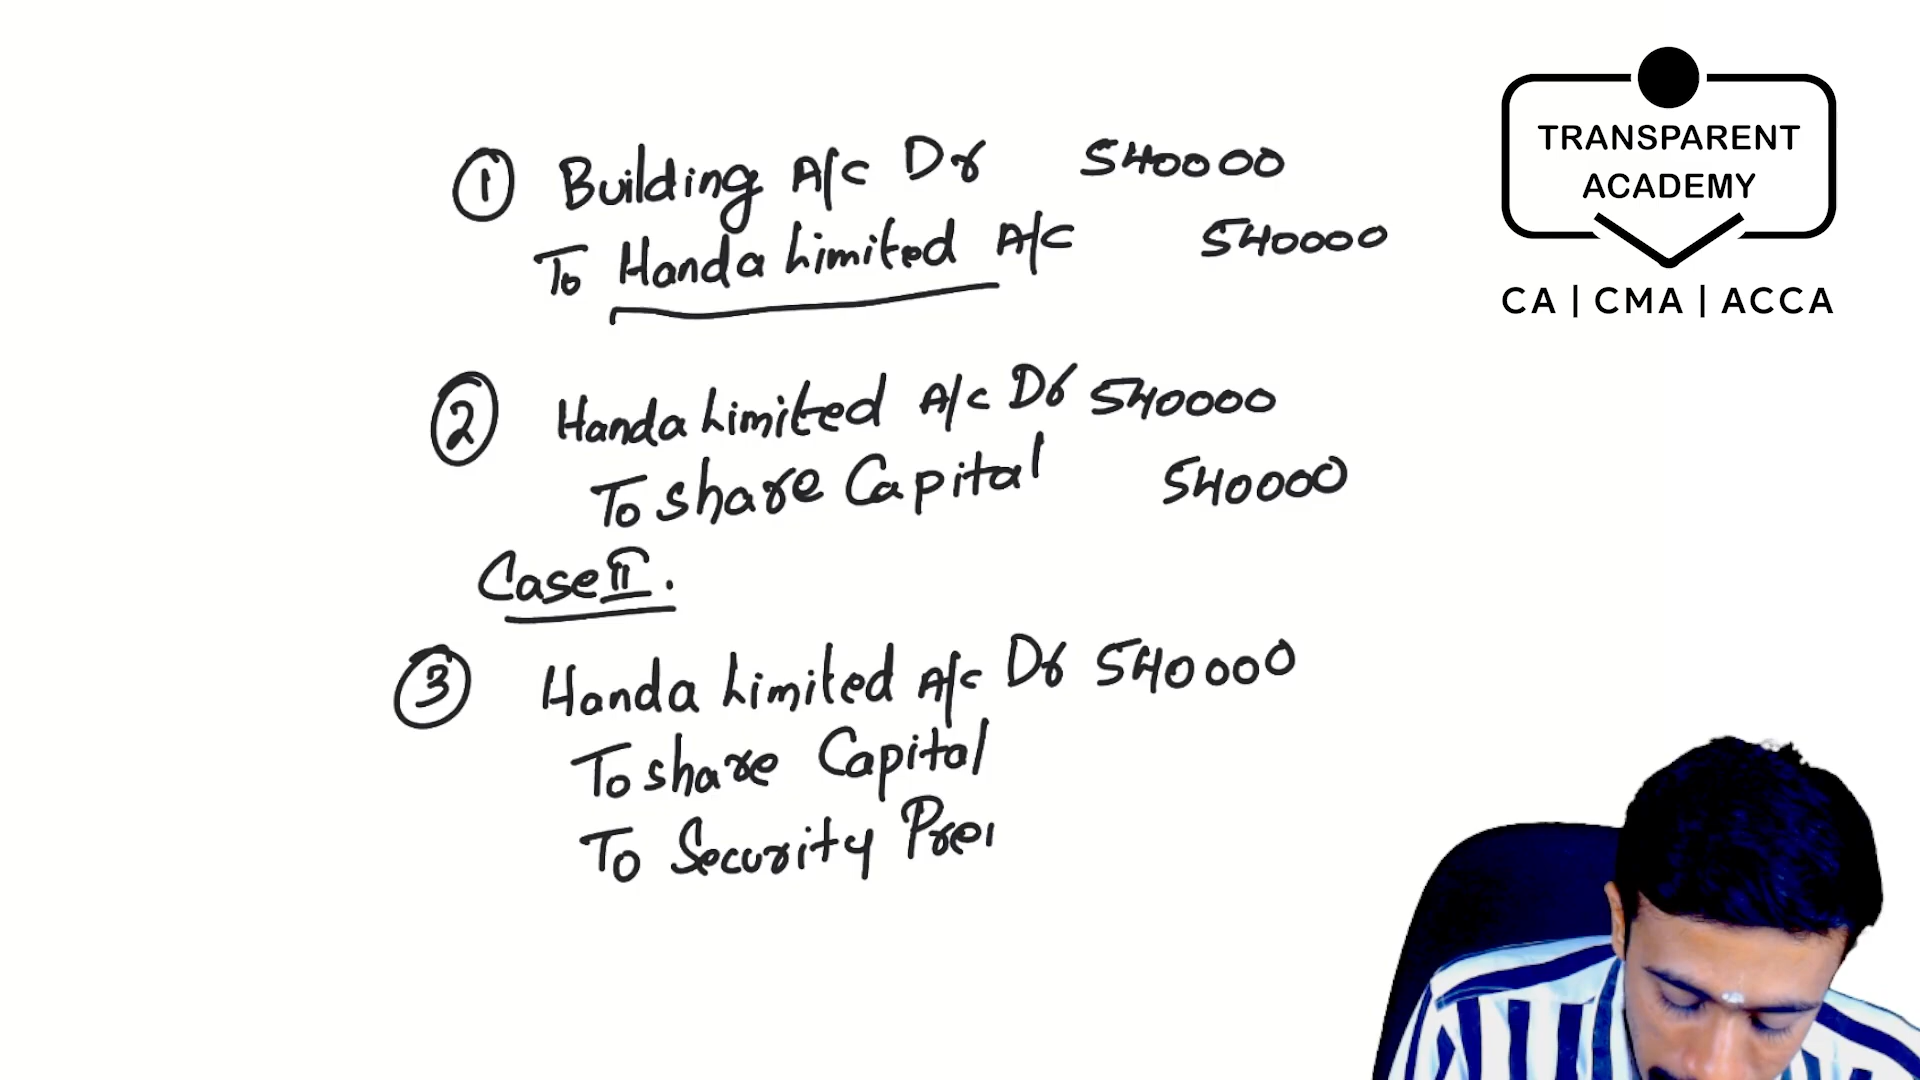 ① Building A/c Dr 540000
To Handa Limited A/c 540000
② Handa Limited A/c Dr 540000
To share Capital 540000
Case II.
③ Handa Limited A/c Dr 540000
To share Capital
To Security Prei
TRANSPARENT
ACADEMY
CA | CMA | ACCA